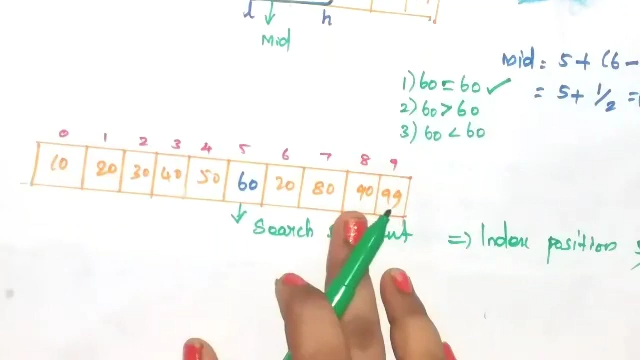 l h
Mid
Mid: 5 + (6 -
1) 60 = 60 ✓
= 5 + 1/2 =
2) 60 > 60
3) 60 < 60
0 1 2 3 4 5 6 7 8 9
10 20 30 40 50 60 20 80 90 99
Search => Index position